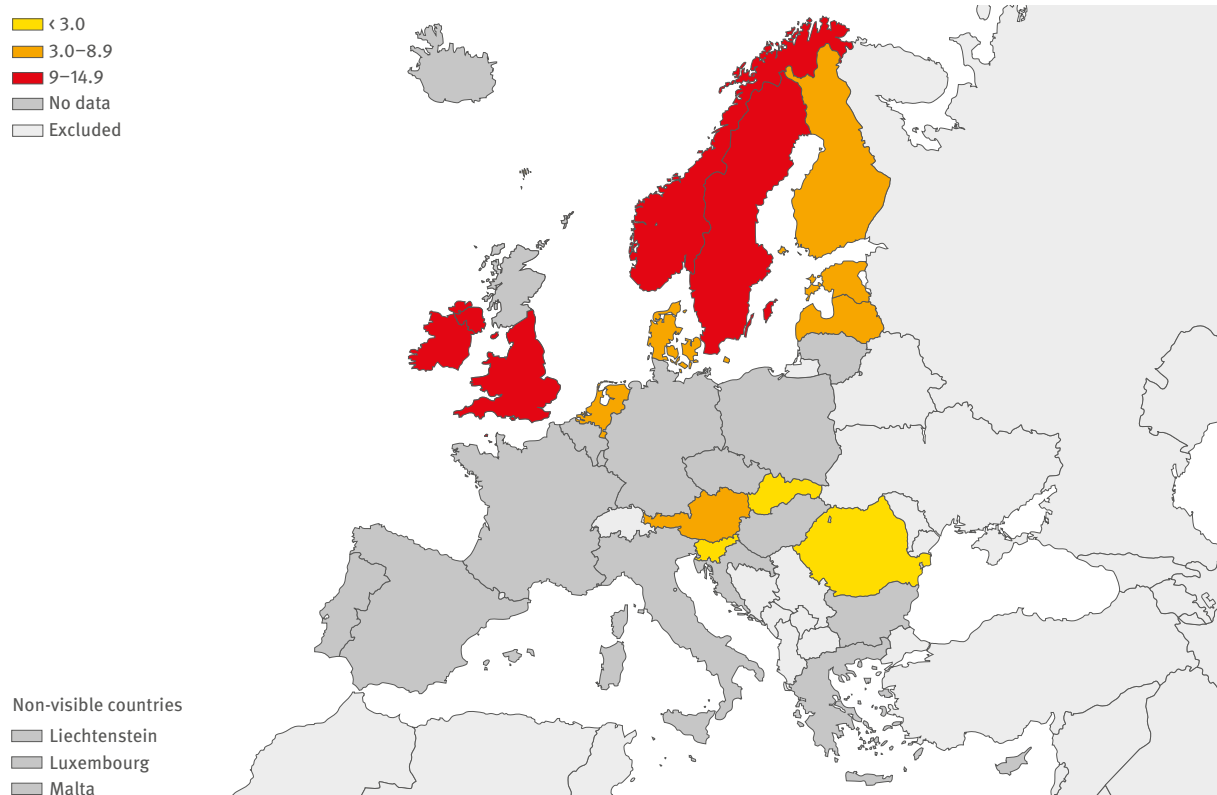 ‹ 3.0
3.0–8.9
9–14.9
No data
Excluded
Non-visible countries
Liechtenstein
Luxembourg
Malta